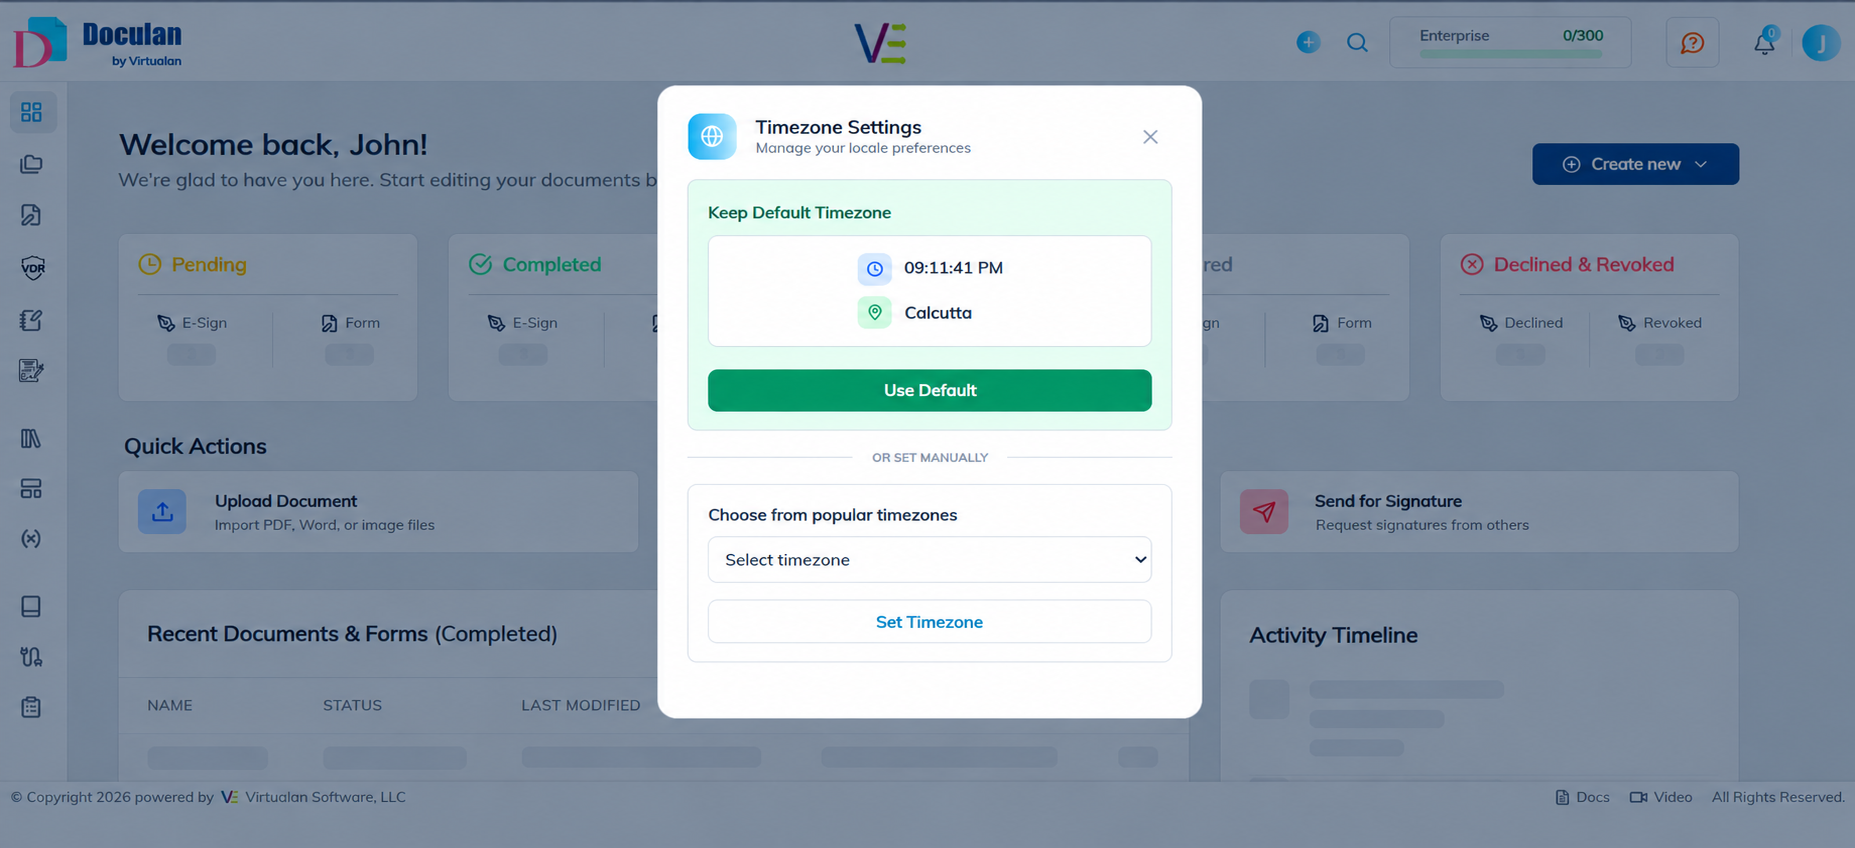 Doculan
by Virtualan
VE
Enterprise 0/300
0
J
Welcome back, John!
We're glad to have you here. Start editing your documents b
Create new
Timezone Settings
Manage your locale preferences
Keep Default Timezone
09:11:41 PM
Calcutta
Use Default
OR SET MANUALLY
Choose from popular timezones
Select timezone
Set Timezone
Pending
E-Sign Form
Completed
E-Sign
red
gn Form
Declined & Revoked
Declined Revoked
VDR
Quick Actions
Upload Document
Import PDF, Word, or image files
Send for Signature
Request signatures from others
Recent Documents & Forms (Completed)
NAME STATUS LAST MODIFIED
Activity Timeline
© Copyright 2026 powered by VE Virtualan Software, LLC
Docs Video All Rights Reserved.